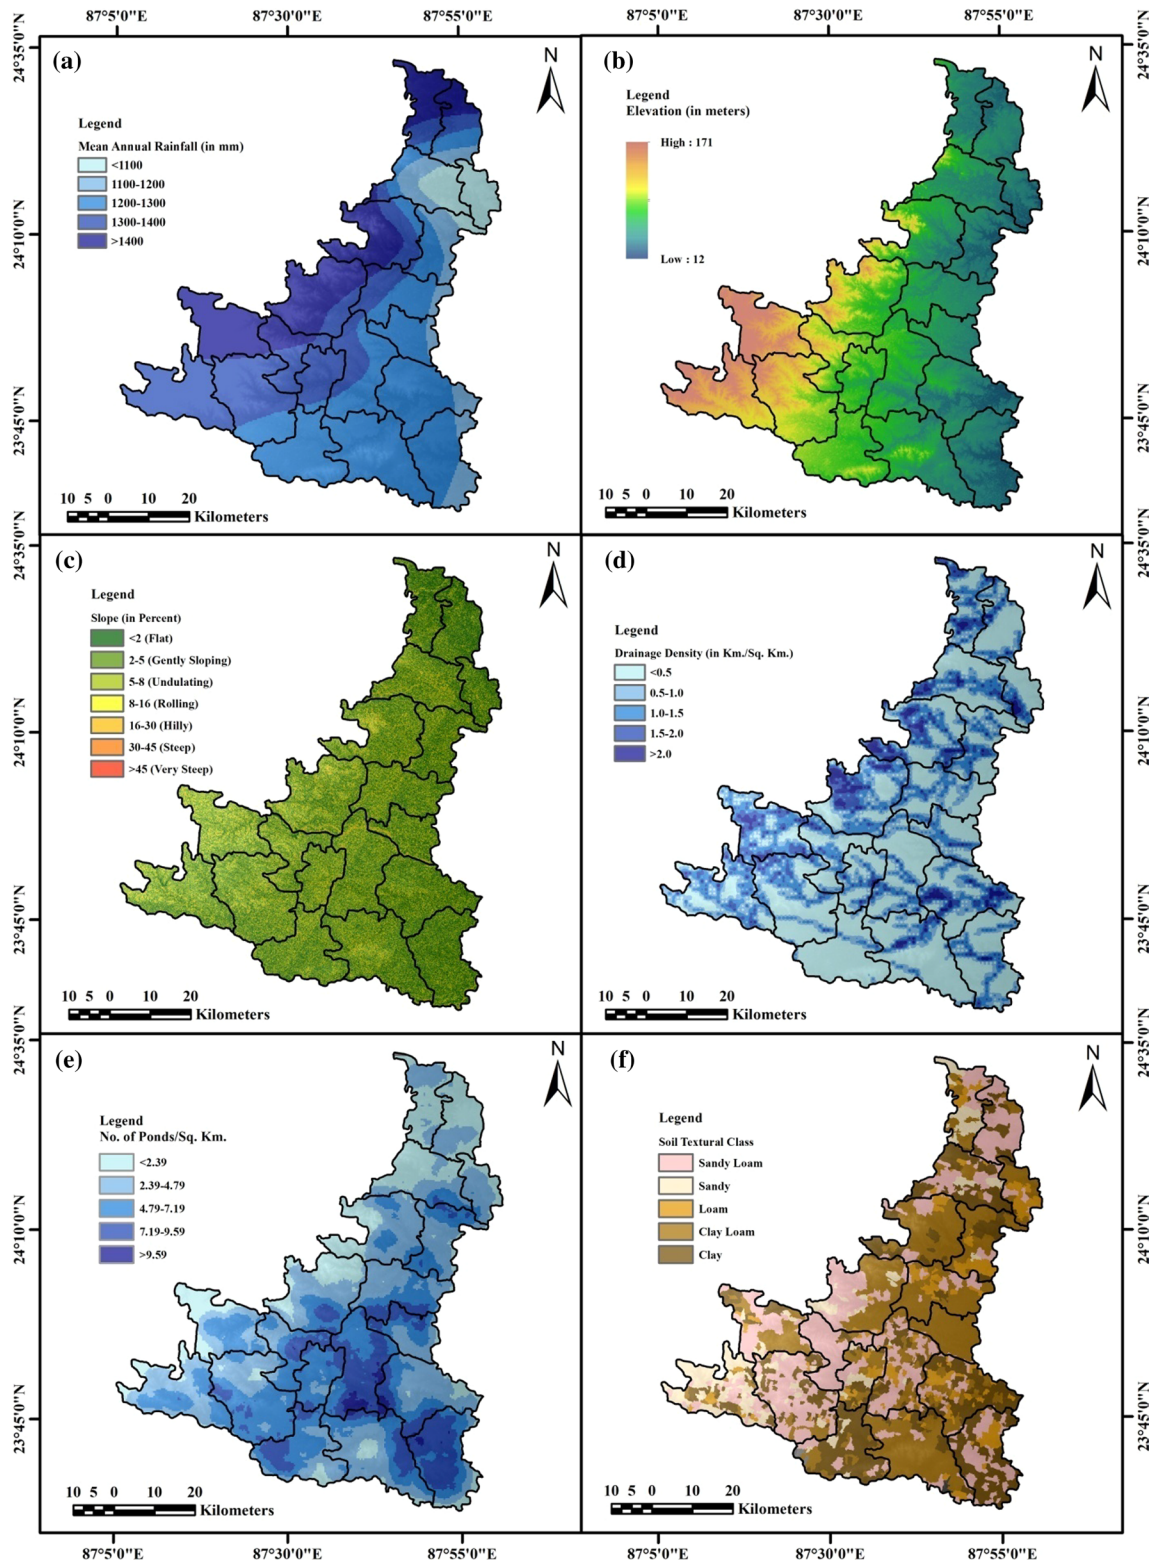 87°5'0"E 87°30'0"E 87°55'0"E 87°5'0"E 87°30'0"E 87°55'0"E
24°35'0"N
24°10'0"N
23°45'0"N
(a)
N
Legend
Mean Annual Rainfall (in mm)
<1100
1100-1200
1200-1300
1300-1400
>1400
10 5 0 10 20
Kilometers
(b)
N
Legend
Elevation (in meters)
High : 171
Low : 12
10 5 0 10 20
Kilometers
24°35'0"N
24°10'0"N
23°45'0"N
24°35'0"N
24°10'0"N
23°45'0"N
(c)
N
Legend
Slope (in Percent)
<2 (Flat)
2-5 (Gently Sloping)
5-8 (Undulating)
8-16 (Rolling)
16-30 (Hilly)
30-45 (Steep)
>45 (Very Steep)
10 5 0 10 20
Kilometers
(d)
N
Legend
Drainage Density (in Km./Sq. Km.)
<0.5
0.5-1.0
1.0-1.5
1.5-2.0
>2.0
10 5 0 10 20
Kilometers
24°35'0"N
24°10'0"N
23°45'0"N
24°35'0"N
24°10'0"N
23°45'0"N
(e)
N
Legend
No. of Ponds/Sq. Km.
<2.39
2.39-4.79
4.79-7.19
7.19-9.59
>9.59
10 5 0 10 20
Kilometers
(f)
N
Legend
Soil Textural Class
Sandy Loam
Sandy
Loam
Clay Loam
Clay
10 5 0 10 20
Kilometers
24°35'0"N
24°10'0"N
23°45'0"N
87°5'0"E 87°30'0"E 87°55'0"E 87°5'0"E 87°30'0"E 87°55'0"E